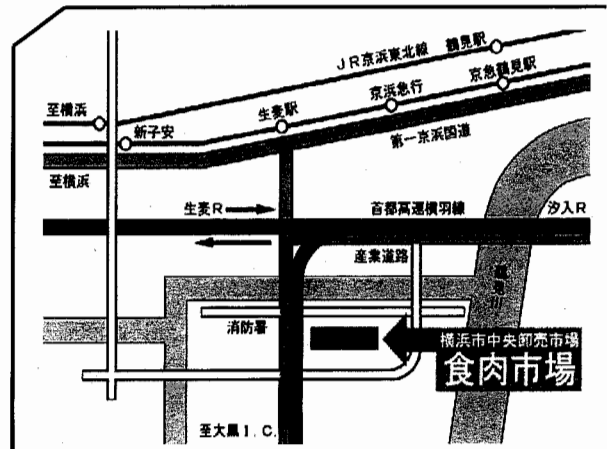 JR京浜東北線 鶴見駅
至横浜
新子安
生麦駅
京浜急行
京急鶴見駅
第一京浜国道
至横浜
生麦R
首都高速横羽線
汐入R
産業道路
鶴見川
消防署
横浜市中央卸売市場
食肉市場
至大黒I.C.